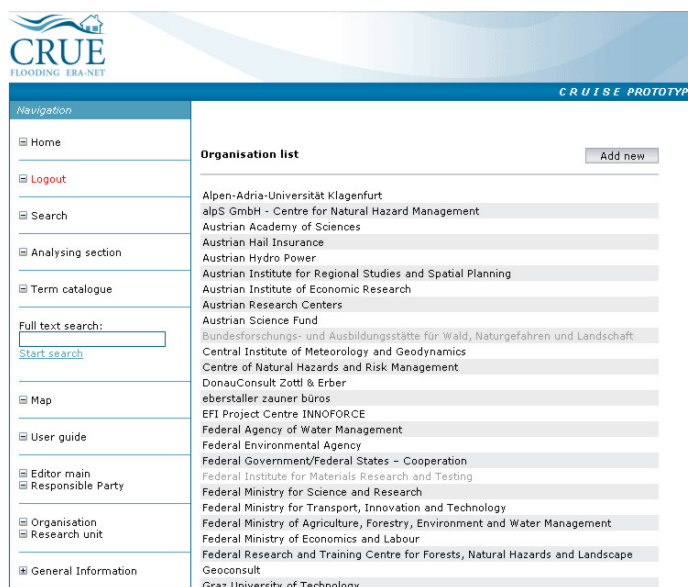 CRUE
FLOODING ERA-NET
CRUISE PROTOTYP
Navigation
Home
Logout
Search
Analysing section
Term catalogue
Full text search:
Start search
Map
User guide
Editor main
Responsible Party
Organisation
Research unit
General Information
Organisation list
Add new
Alpen-Adria-Universität Klagenfurt
alpS GmbH - Centre for Natural Hazard Management
Austrian Academy of Sciences
Austrian Hail Insurance
Austrian Hydro Power
Austrian Institute for Regional Studies and Spatial Planning
Austrian Institute of Economic Research
Austrian Research Centers
Austrian Science Fund
Bundesforschungs- und Ausbildungsstätte für Wald, Naturgefahren und Landschaft
Central Institute of Meteorology and Geodynamics
Centre of Natural Hazards and Risk Management
DonauConsult Zottl & Erber
eberstaller zauner büros
EFI Project Centre INNOFORCE
Federal Agency of Water Management
Federal Environmental Agency
Federal Government/Federal States – Cooperation
Federal Institute for Materials Research and Testing
Federal Ministry for Science and Research
Federal Ministry for Transport, Innovation and Technology
Federal Ministry of Agriculture, Forestry, Environment and Water Management
Federal Ministry of Economics and Labour
Federal Research and Training Centre for Forests, Natural Hazards and Landscape
Geoconsult
Graz University of Technology